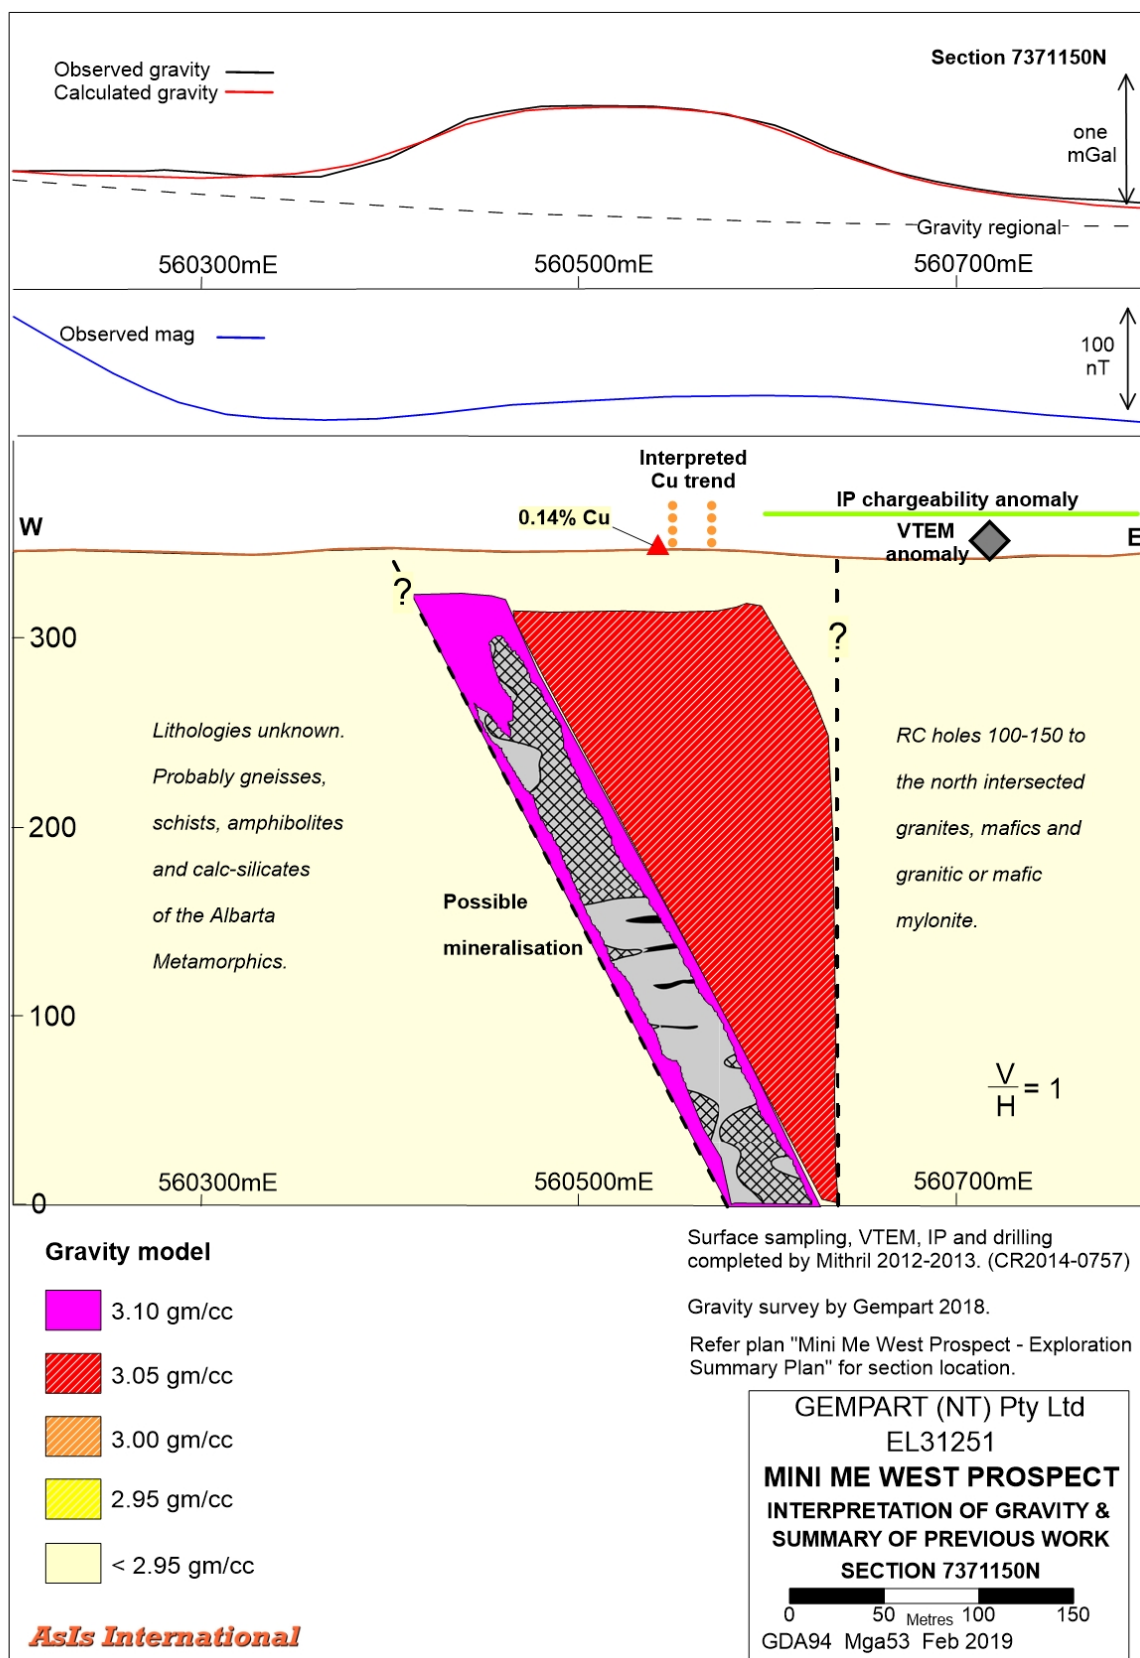 Section 7371150N
Observed gravity
Calculated gravity
one
mGal
Gravity regional
560300mE
560500mE
560700mE
Observed mag
100
nT
Interpreted
Cu trend
IP chargeability anomaly
0.14% Cu
W
VTEM
anomaly
E
?
?
300
200
100
0
Lithologies unknown.
Probably gneisses,
schists, amphibolites
and calc-silicates
of the Albarta
Metamorphics.
Possible
mineralisation
RC holes 100-150 to
the north intersected
granites, mafics and
granitic or mafic
mylonite.
V
H
= 1
560300mE
560500mE
560700mE
Gravity model
3.10 gm/cc
3.05 gm/cc
3.00 gm/cc
2.95 gm/cc
< 2.95 gm/cc
AsIs International
Surface sampling, VTEM, IP and drilling
completed by Mithril 2012-2013. (CR2014-0757)
Gravity survey by Gempart 2018.
Refer plan "Mini Me West Prospect - Exploration
Summary Plan" for section location.
GEMPART (NT) Pty Ltd
EL31251
MINI ME WEST PROSPECT
INTERPRETATION OF GRAVITY &
SUMMARY OF PREVIOUS WORK
SECTION 7371150N
0 50 Metres 100 150
GDA94 Mga53 Feb 2019